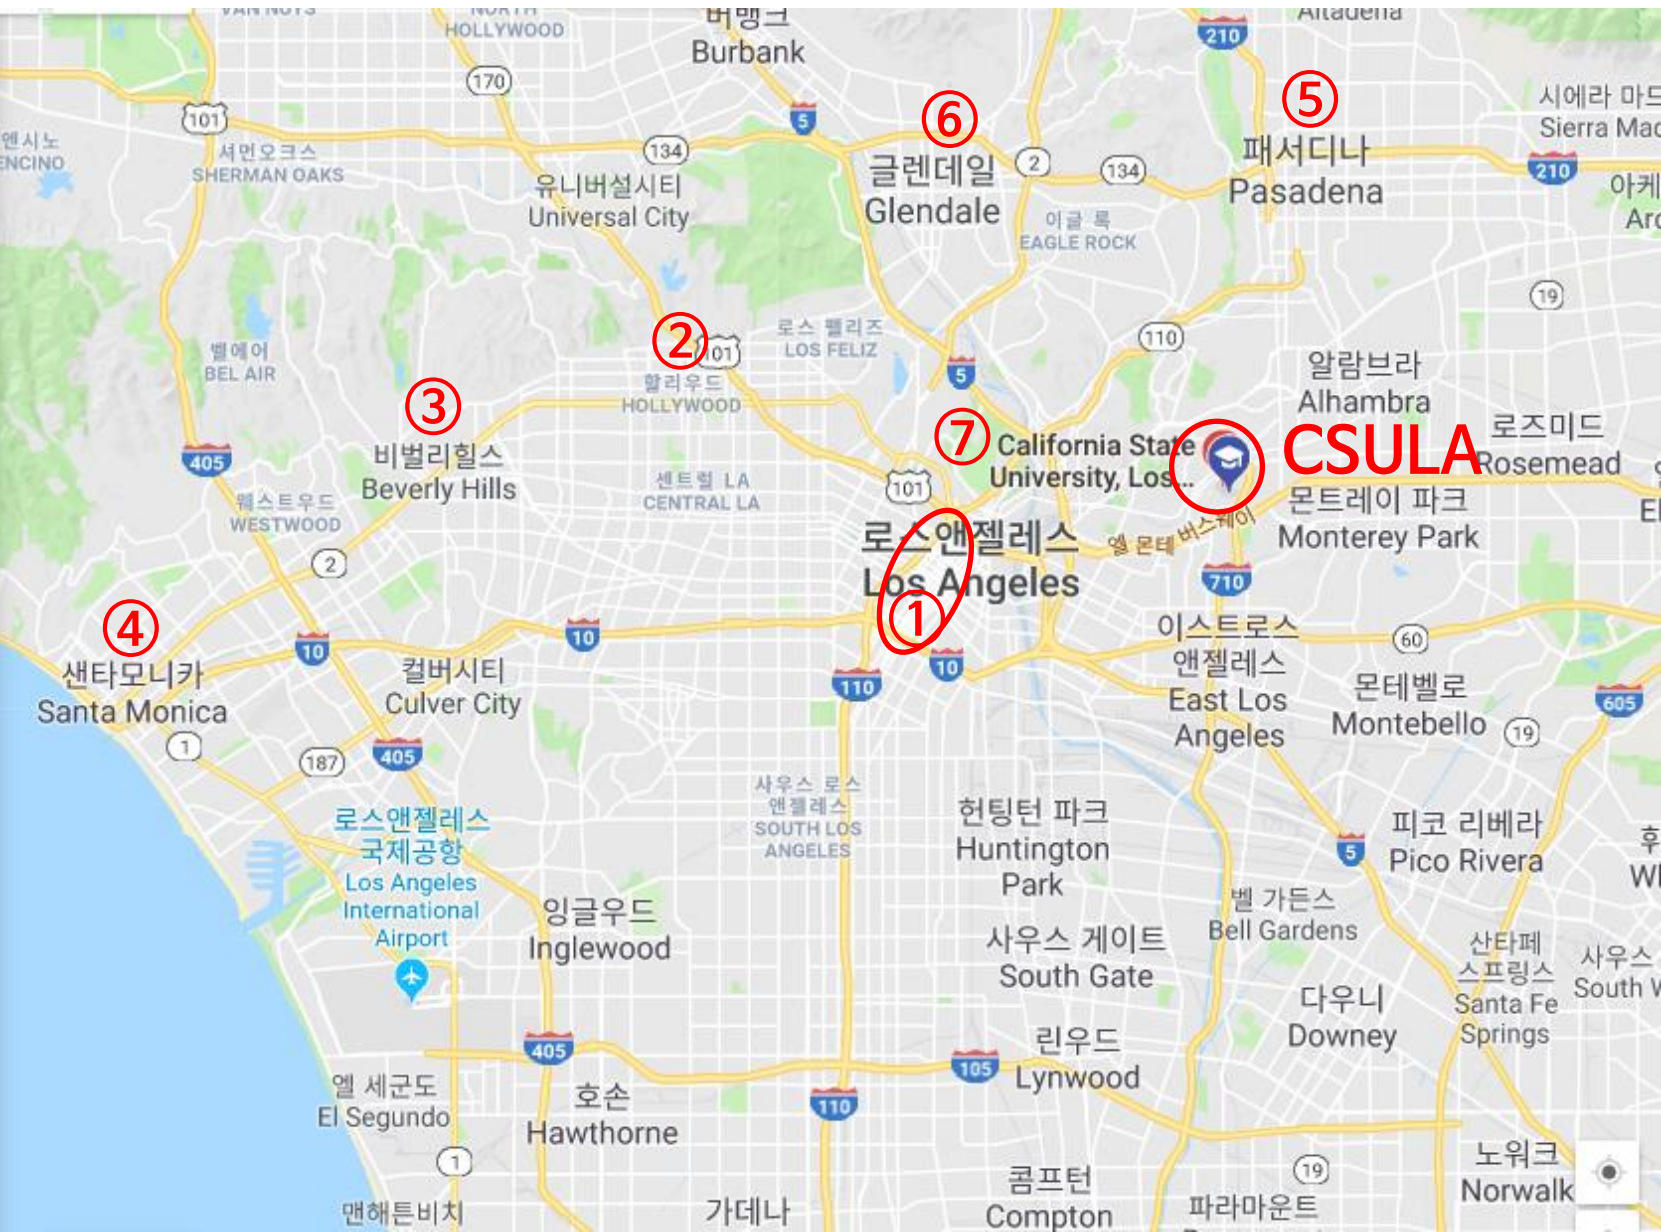 VAN NUYS
NORTH
HOLLYWOOD
버뱅크
Burbank
210
Altadena
170
101
5
⑥
⑤
시에라 마드
Sierra Mad
엔시노
ENCINO
셔먼오크스
SHERMAN OAKS
134
유니버설시티
Universal City
글렌데일
Glendale
2
134
이글 록
EAGLE ROCK
패서디나
Pasadena
210
아케
Arc
19
②
101
로스 펠리즈
LOS FELIZ
110
벨에어
BEL AIR
③
할리우드
HOLLYWOOD
5
알람브라
Alhambra
405
비벌리힐스
Beverly Hills
⑦
California State
University, Los...
CSULA
로즈미드
Rosemead
웨스트우드
WESTWOOD
센트럴 LA
CENTRAL LA
101
몬트레이 파크
Monterey Park
El
2
로스앤젤레스
Los Angeles
①
엘 몬테 버스웨이
710
④
샌타모니카
Santa Monica
10
10
컬버시티
Culver City
110
10
이스트로스
앤젤레스
East Los
Angeles
60
몬테벨로
Montebello
605
1
187
405
19
로스앤젤레스
국제공항
Los Angeles
International
Airport
사우스 로스
앤젤레스
SOUTH LOS
ANGELES
헌팅턴 파크
Huntington
Park
5
피코 리베라
Pico Rivera
후
Wh
잉글우드
Inglewood
벨 가든스
Bell Gardens
사우스 게이트
South Gate
산타페
스프링스
Santa Fe
Springs
사우스
South W
다우니
Downey
405
105
린우드
Lynwood
엘 세군도
El Segundo
호손
Hawthorne
110
1
맨해튼비치
가데나
콤프턴
Compton
19
파라마운트
노워크
Norwalk